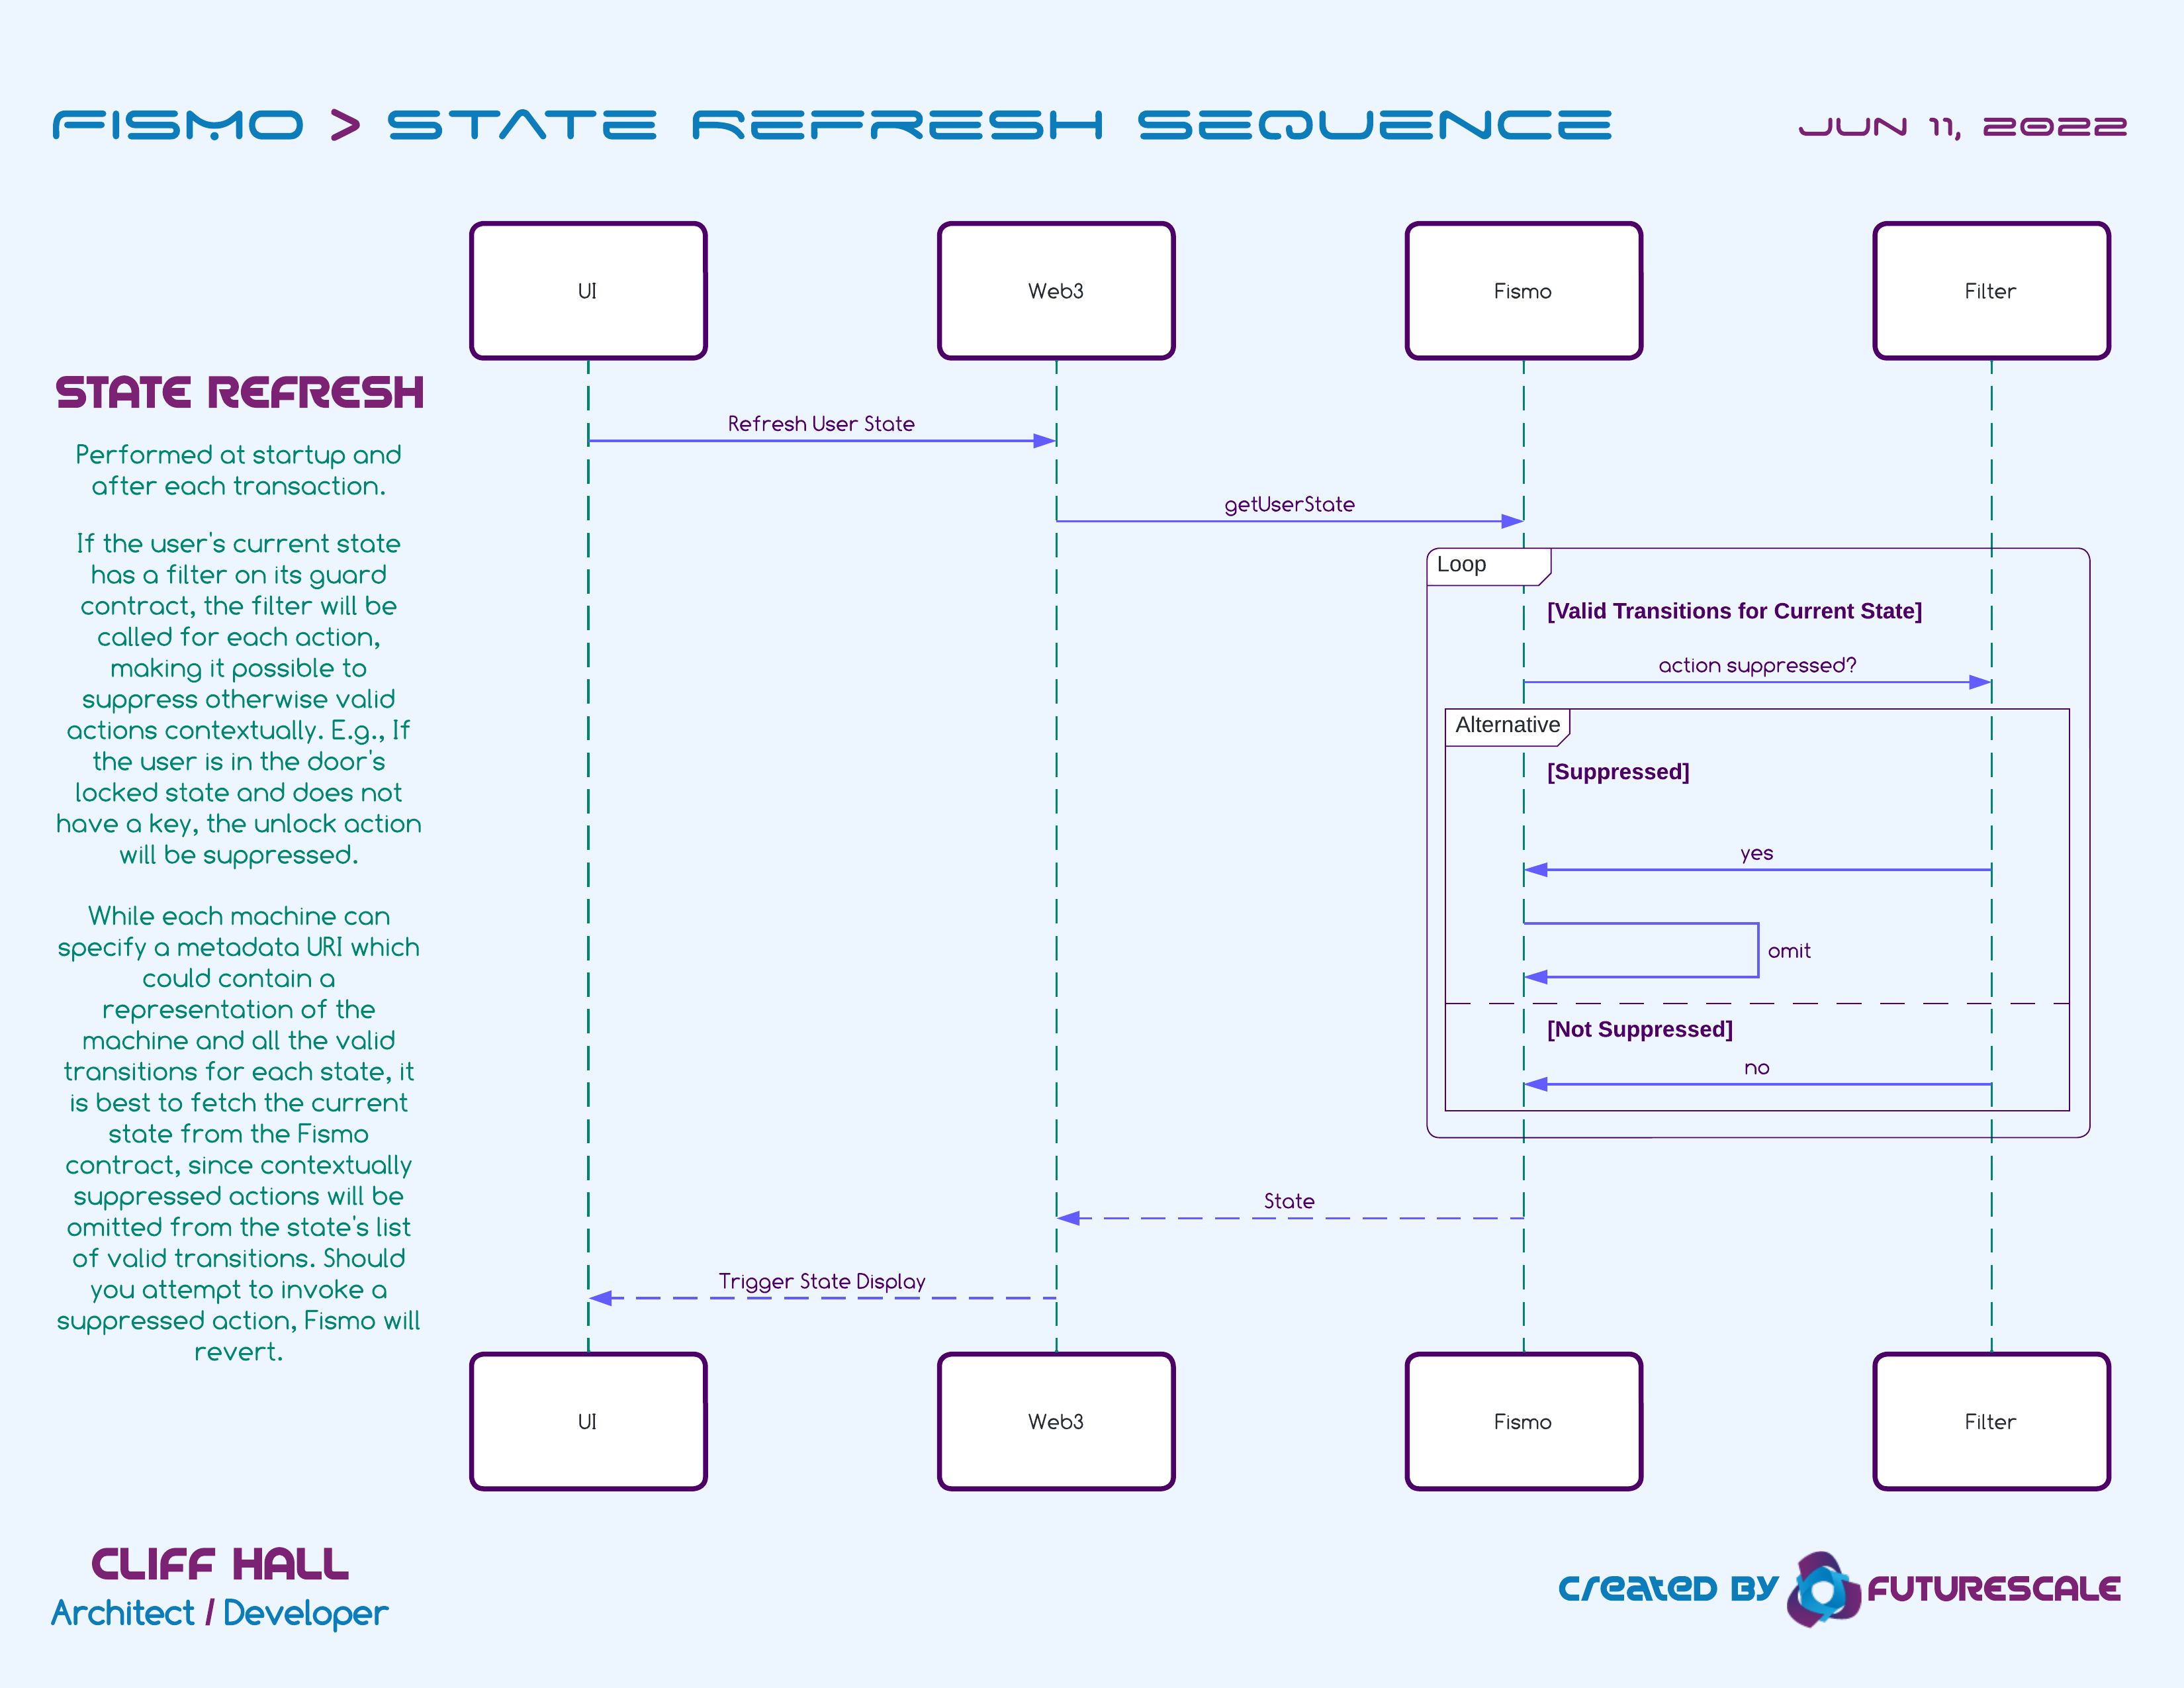 FISMO > STATE REFRESH SEQUENCE
JUN 11, 2022
UI
Web3
Fismo
Filter
STATE REFRESH
Performed at startup and
after each transaction.
If the user's current state
has a filter on its guard
contract, the filter will be
called for each action,
making it possible to
suppress otherwise valid
actions contextually. E.g., If
the user is in the door's
locked state and does not
have a key, the unlock action
will be suppressed.
While each machine can
specify a metadata URI which
could contain a
representation of the
machine and all the valid
transitions for each state, it
is best to fetch the current
state from the Fismo
contract, since contextually
suppressed actions will be
omitted from the state's list
of valid transitions. Should
you attempt to invoke a
suppressed action, Fismo will
revert.
Refresh User State
getUserState
Loop
[Valid Transitions for Current State]
action suppressed?
Alternative
[Suppressed]
yes
omit
[Not Suppressed]
no
State
Trigger State Display
UI
Web3
Fismo
Filter
CLIFF HALL
Architect / Developer
CREATED BY FUTURESCALE